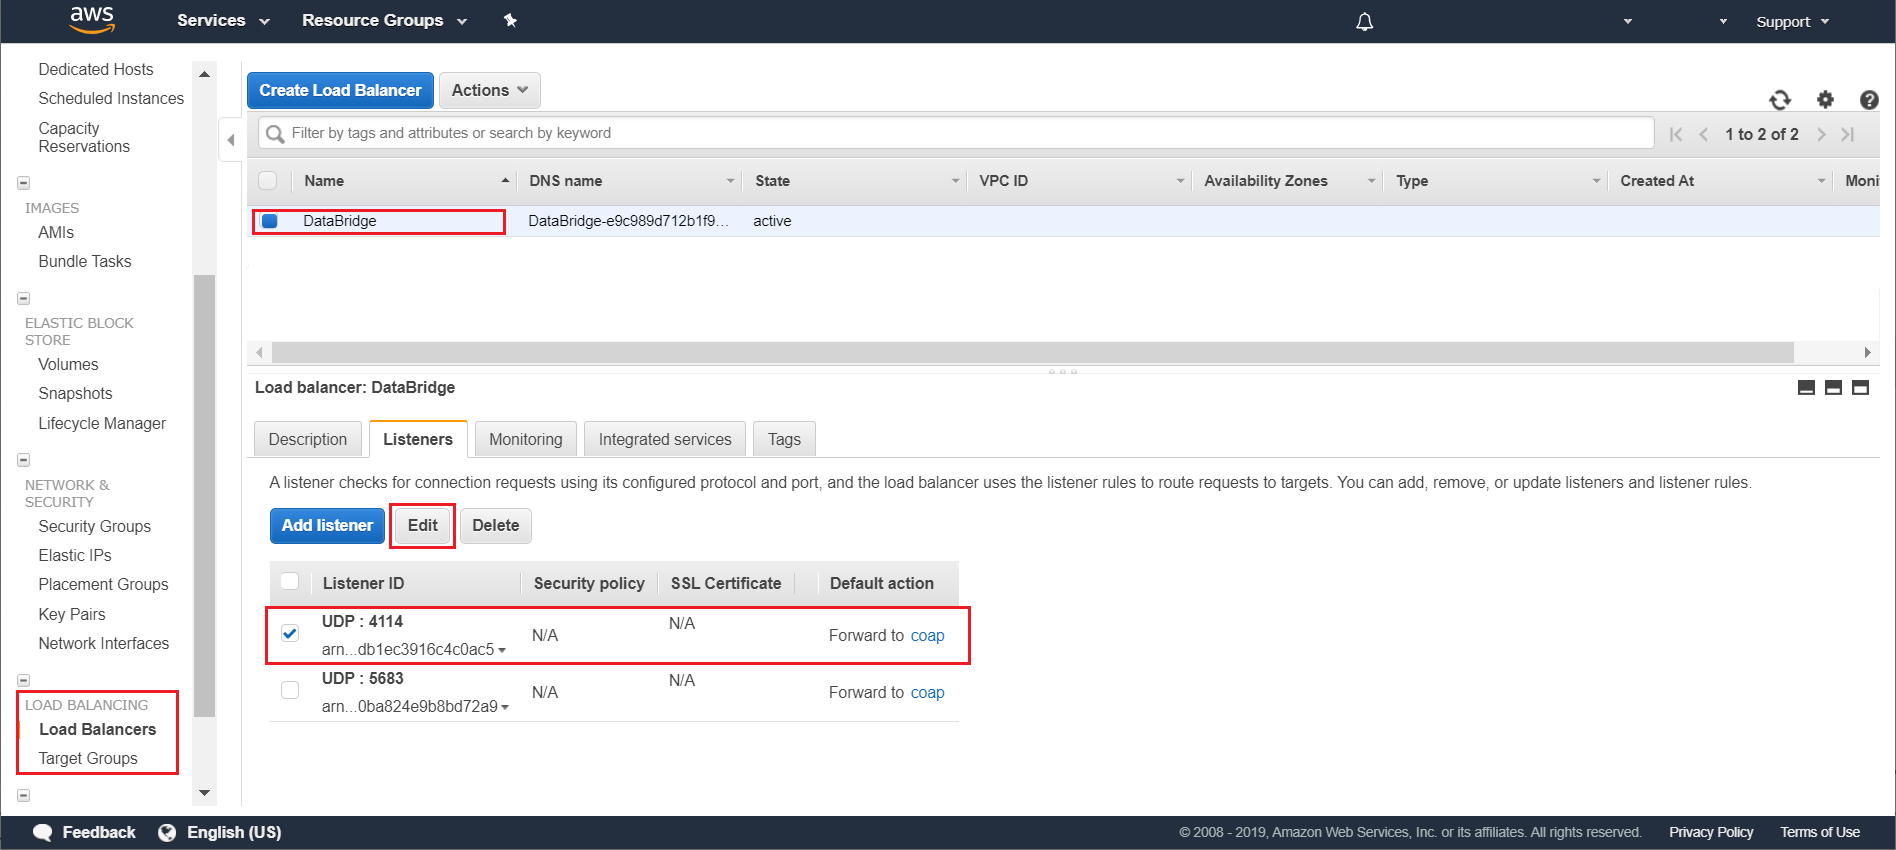 aws Services Resource Groups Support
Dedicated Hosts
Scheduled Instances
Capacity
Reservations
IMAGES
AMIs
Bundle Tasks
ELASTIC BLOCK
STORE
Volumes
Snapshots
Lifecycle Manager
NETWORK &
SECURITY
Security Groups
Elastic IPs
Placement Groups
Key Pairs
Network Interfaces
LOAD BALANCING
Load Balancers
Target Groups
Create Load Balancer Actions
Filter by tags and attributes or search by keyword 1 to 2 of 2
Name DNS name State VPC ID Availability Zones Type Created At Moni
DataBridge DataBridge-e9c989d712b1f9... active
Load balancer: DataBridge
Description Listeners Monitoring Integrated services Tags
A listener checks for connection requests using its configured protocol and port, and the load balancer uses the listener rules to route requests to targets. You can add, remove, or update listeners and listener rules.
Add listener Edit Delete
Listener ID Security policy SSL Certificate Default action
UDP : 4114
arn...db1ec3916c4c0ac5 N/A N/A Forward to coap
UDP : 5683
arn...0ba824e9b8bd72a9 N/A N/A Forward to coap
Feedback English (US) © 2008 - 2019, Amazon Web Services, Inc. or its affiliates. All rights reserved. Privacy Policy Terms of Use